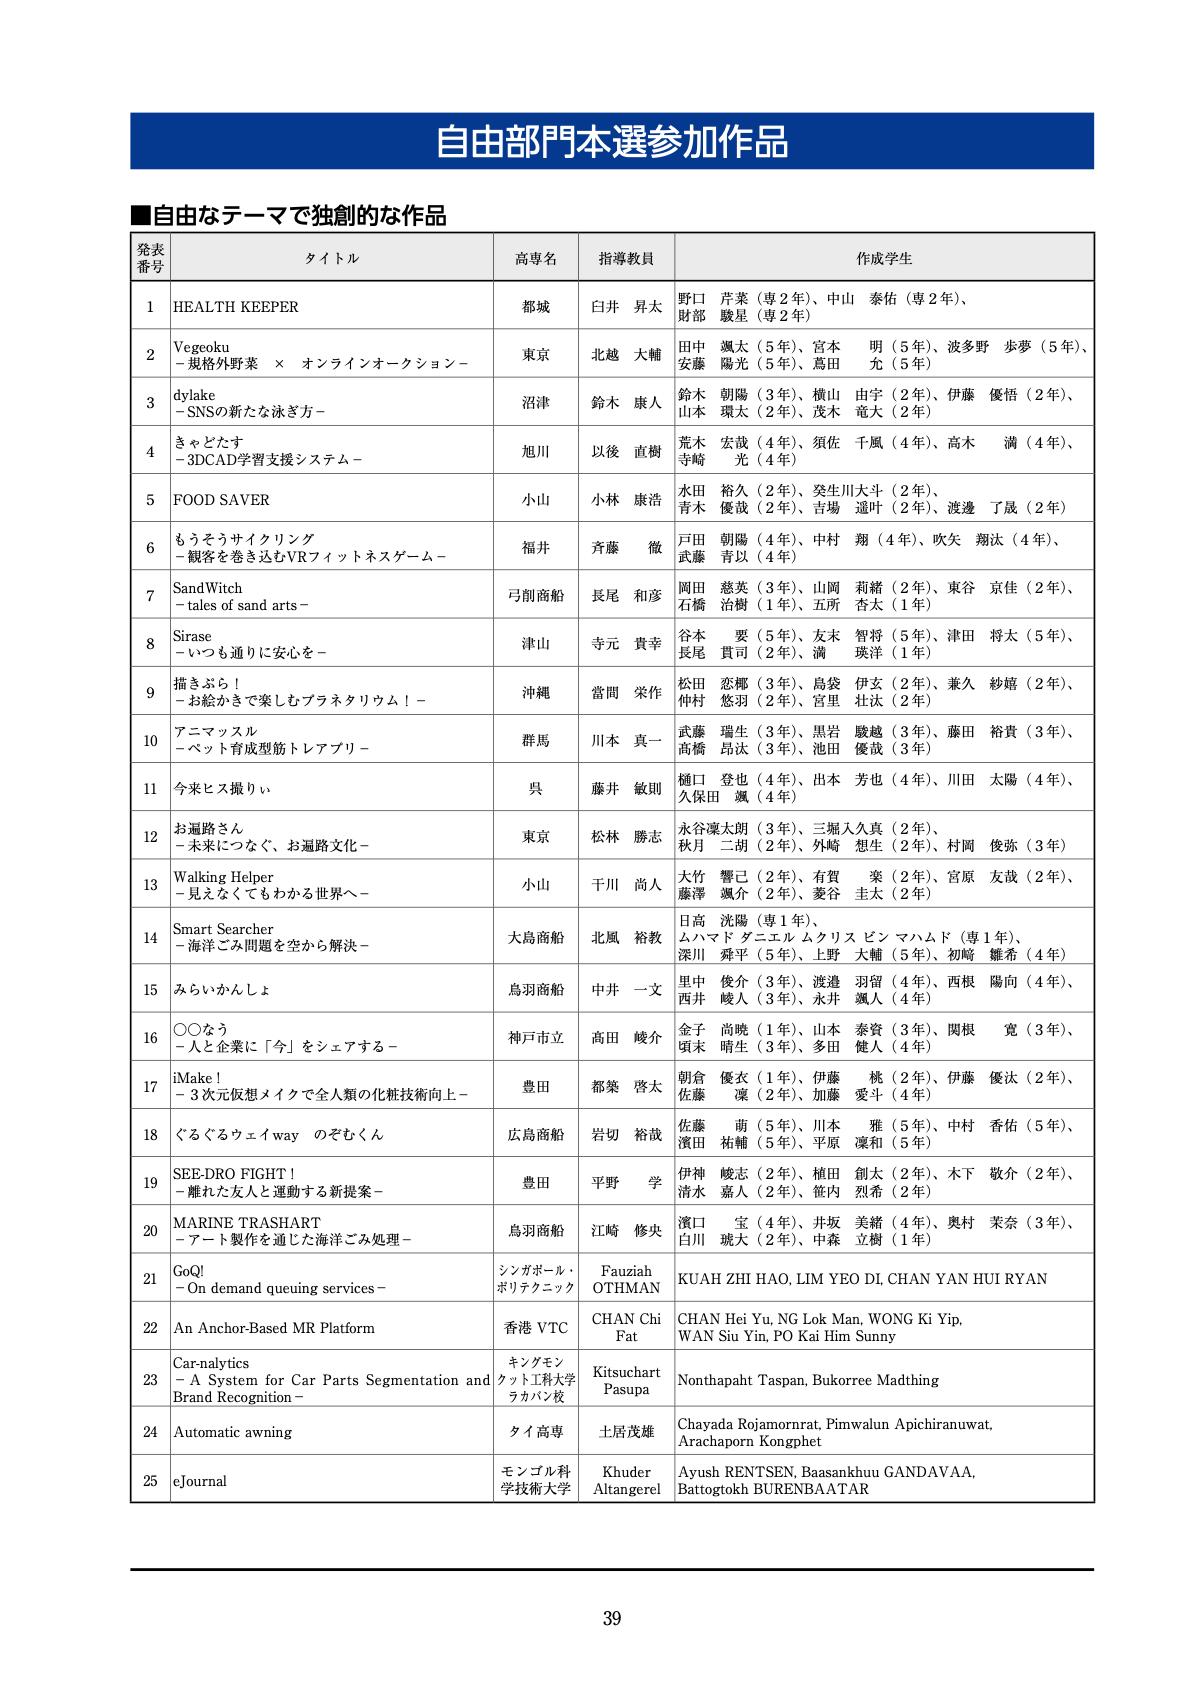 自由部門本選参加作品
■自由なテーマで独創的な作品
発表
番号
タイトル
高専名
指導教員
作成学生
1
HEALTH KEEPER
都城
臼井 昇太
野口 芹菜（専２年）、中山 泰佑（専２年）、
財部 駿星（専２年）
2
Vegeoku
－規格外野菜 × オンラインオークション－
東京
北越 大輔
田中 颯太（５年）、宮本 明（５年）、波多野 歩夢（５年）、
安藤 陽光（５年）、蔦田 允（５年）
3
dylake
－SNSの新たな泳ぎ方－
沼津
鈴木 康人
鈴木 朝陽（３年）、横山 由宇（２年）、伊藤 優悟（２年）、
山本 環太（２年）、茂木 竜大（２年）
4
きゃどたす
－3DCAD学習支援システム－
旭川
以後 直樹
荒木 宏哉（４年）、須佐 千風（４年）、高木 満（４年）、
寺崎 光（４年）
5
FOOD SAVER
小山
小林 康浩
水田 裕久（２年）、癸生川大斗（２年）、
青木 優哉（２年）、吉場 遥叶（２年）、渡邊 了晟（２年）
6
もうそうサイクリング
－観客を巻き込むVRフィットネスゲーム－
福井
斉藤 徹
戸田 朝陽（４年）、中村 翔（４年）、吹矢 翔汰（４年）、
武藤 青以（４年）
7
SandWitch
－tales of sand arts－
弓削商船
長尾 和彦
岡田 慈英（３年）、山岡 莉緒（２年）、東谷 京佳（２年）、
石橋 治樹（１年）、五所 杏太（１年）
8
Sirase
－いつも通りに安心を－
津山
寺元 貴幸
谷本 要（５年）、友末 智将（５年）、津田 将太（５年）、
長尾 貫司（２年）、満 瑛洋（１年）
9
描きぷら！
－お絵かきで楽しむプラネタリウム！－
沖縄
當間 栄作
松田 恋梛（３年）、島袋 伊玄（２年）、兼久 紗嬉（２年）、
仲村 悠羽（２年）、宮里 壮汰（２年）
10
アニマッスル
－ペット育成型筋トレアプリ－
群馬
川本 真一
武藤 瑞生（３年）、黒岩 駿越（３年）、藤田 裕貴（３年）、
髙橋 昂汰（３年）、池田 優哉（３年）
11
今来ヒス撮りぃ
呉
藤井 敏則
樋口 登也（４年）、出本 芳也（４年）、川田 太陽（４年）、
久保田 颯（４年）
12
お遍路さん
－未来につなぐ、お遍路文化－
東京
松林 勝志
永谷凜太朗（３年）、三堀入久真（２年）、
秋月 二胡（２年）、外崎 想生（２年）、村岡 俊弥（３年）
13
Walking Helper
－見えなくてもわかる世界へ－
小山
干川 尚人
大竹 響己（２年）、有賀 楽（２年）、宮原 友哉（２年）、
藤澤 颯介（２年）、菱谷 圭太（２年）
14
Smart Searcher
－海洋ごみ問題を空から解決－
大島商船
北風 裕教
日高 洸陽（専１年）、
ムハマド ダニエル ムクリス ビン マハムド（専１年）、
深川 舜平（５年）、上野 大輔（５年）、初﨑 雛希（４年）
15
みらいかんしょ
鳥羽商船
中井 一文
里中 俊介（３年）、渡邉 羽留（４年）、西根 陽向（４年）、
西井 崚人（３年）、永井 颯人（４年）
16
〇〇なう
－人と企業に「今」をシェアする－
神戸市立
髙田 崚介
金子 尚暁（１年）、山本 泰資（３年）、関根 寛（３年）、
頃末 晴生（３年）、多田 健人（４年）
17
iMake！
－３次元仮想メイクで全人類の化粧技術向上－
豊田
都築 啓太
朝倉 優衣（１年）、伊藤 桃（２年）、伊藤 優汰（２年）、
佐藤 凜（２年）、加藤 愛斗（４年）
18
ぐるぐるウェイway のぞむくん
広島商船
岩切 裕哉
佐藤 萌（５年）、川本 雅（５年）、中村 香佑（５年）、
濱田 祐輔（５年）、平原 凜和（５年）
19
SEE-DRO FIGHT！
－離れた友人と運動する新提案－
豊田
平野 学
伊神 崚志（２年）、植田 創太（２年）、木下 敬介（２年）、
清水 嘉人（２年）、笹内 烈希（２年）
20
MARINE TRASHART
－アート製作を通じた海洋ごみ処理－
鳥羽商船
江崎 修央
濱口 宝（４年）、井坂 美緒（４年）、奥村 茉奈（３年）、
白川 琥大（２年）、中森 立樹（１年）
21
GoQ!
－On demand queuing services－
シンガポール・
ポリテクニック
Fauziah
OTHMAN
KUAH ZHI HAO, LIM YEO DI, CHAN YAN HUI RYAN
22
An Anchor-Based MR Platform
香港 VTC
CHAN Chi
Fat
CHAN Hei Yu, NG Lok Man, WONG Ki Yip,
WAN Siu Yin, PO Kai Him Sunny
23
Car-nalytics
－A System for Car Parts Segmentation and
Brand Recognition－
キングモン
クット工科大学
ラカバン校
Kitsuchart
Pasupa
Nonthapaht Taspan, Bukorree Madthing
24
Automatic awning
タイ高専
土居茂雄
Chayada Rojamornrat, Pimwalun Apichiranuwat,
Arachaporn Kongphet
25
eJournal
モンゴル科
学技術大学
Khuder
Altangerel
Ayush RENTSEN, Baasankhuu GANDAVAA,
Battogtokh BURENBAATAR
39